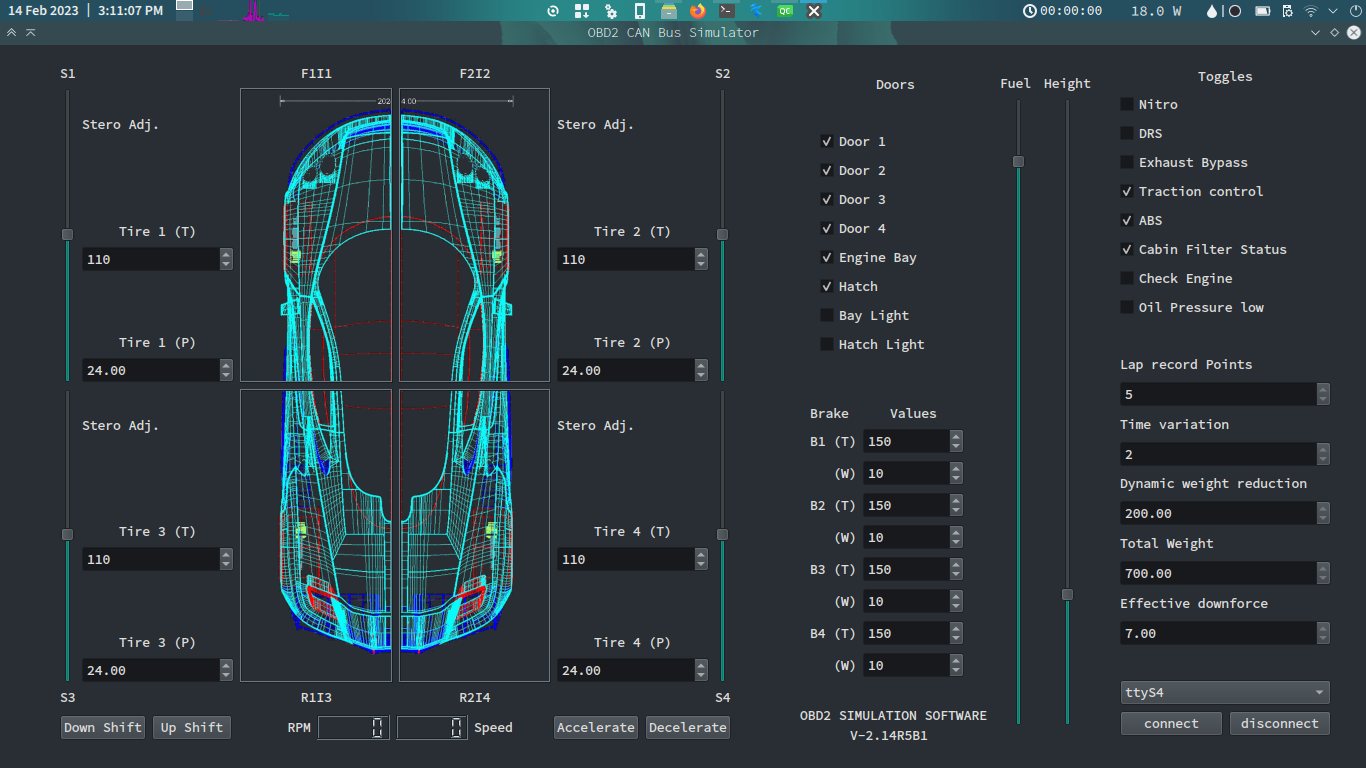 14 Feb 2023 | 3:11:07 PM
QC
00:00:00
18.0 W
OBD2 CAN Bus Simulator
S1
F1I1
F2I2
S2
Stero Adj.
Stero Adj.
Tire 1 (T)
110
Tire 2 (T)
110
Tire 1 (P)
24.00
Tire 2 (P)
24.00
Stero Adj.
Stero Adj.
Tire 3 (T)
110
Tire 4 (T)
110
Tire 3 (P)
24.00
Tire 4 (P)
24.00
S3
R1I3
R2I4
S4
Down Shift
Up Shift
RPM
0
0
Speed
Accelerate
Decelerate
Doors
Door 1
Door 2
Door 3
Door 4
Engine Bay
Hatch
Bay Light
Hatch Light
Brake Values
B1 (T) 150
(W) 10
B2 (T) 150
(W) 10
B3 (T) 150
(W) 10
B4 (T) 150
(W) 10
OBD2 SIMULATION SOFTWARE
V-2.14R5B1
Fuel
Height
Toggles
Nitro
DRS
Exhaust Bypass
Traction control
ABS
Cabin Filter Status
Check Engine
Oil Pressure low
Lap record Points
5
Time variation
2
Dynamic weight reduction
200.00
Total Weight
700.00
Effective downforce
7.00
ttyS4
connect
disconnect